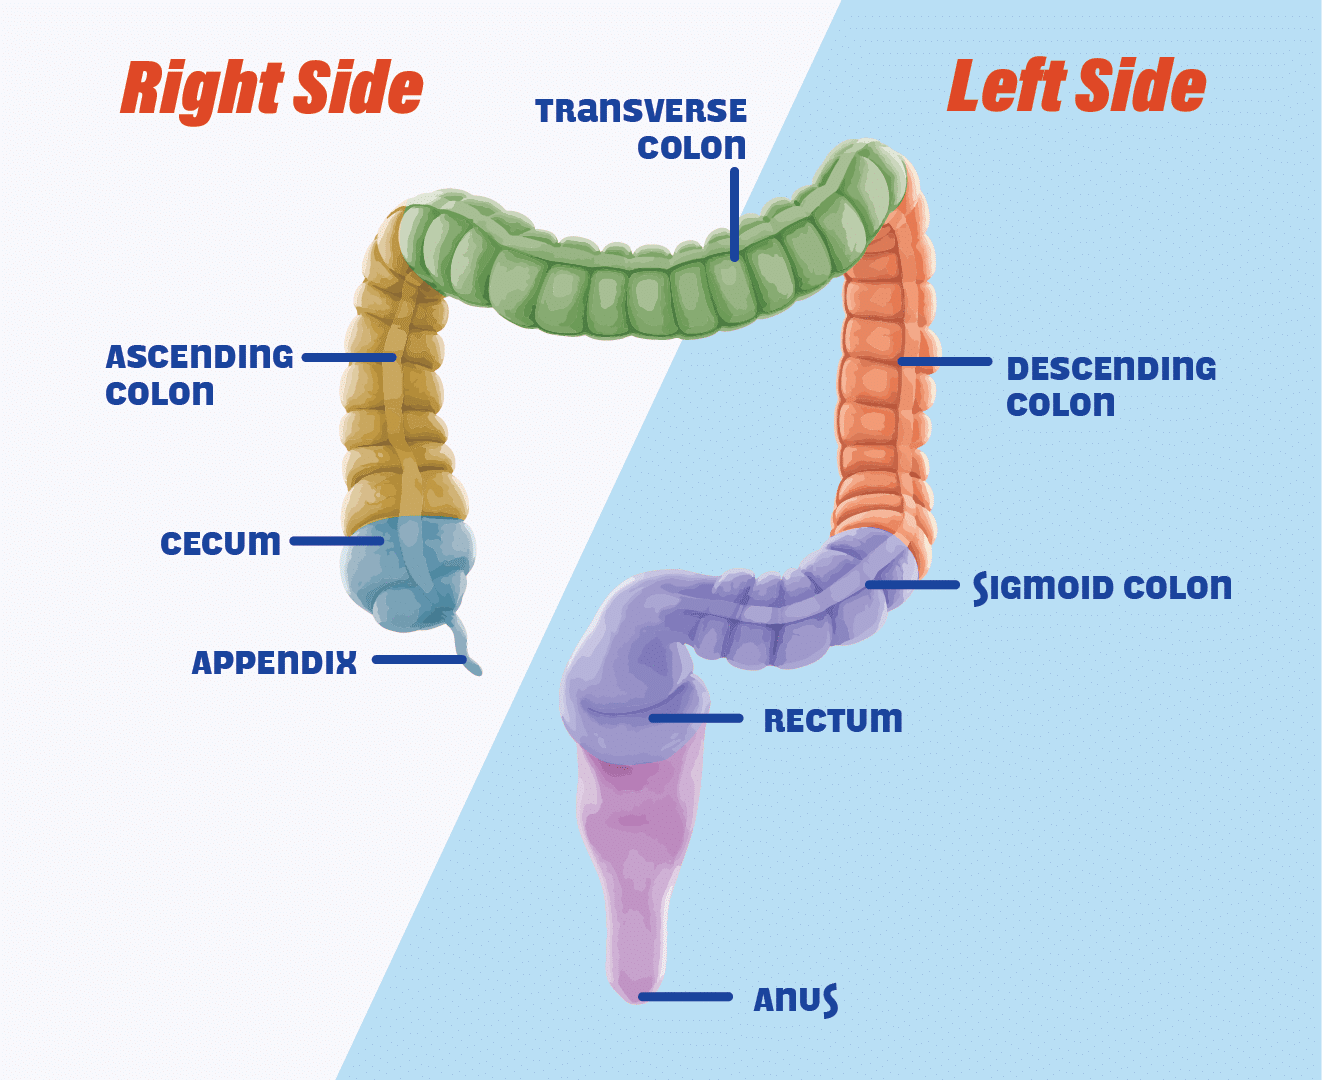 Right Side
Left Side
TRANSVERSE
COLON
ASCENDING
COLON
DESCENDING
COLON
CECUM
SIGMOID COLON
APPENDIX
RECTUM
ANUS